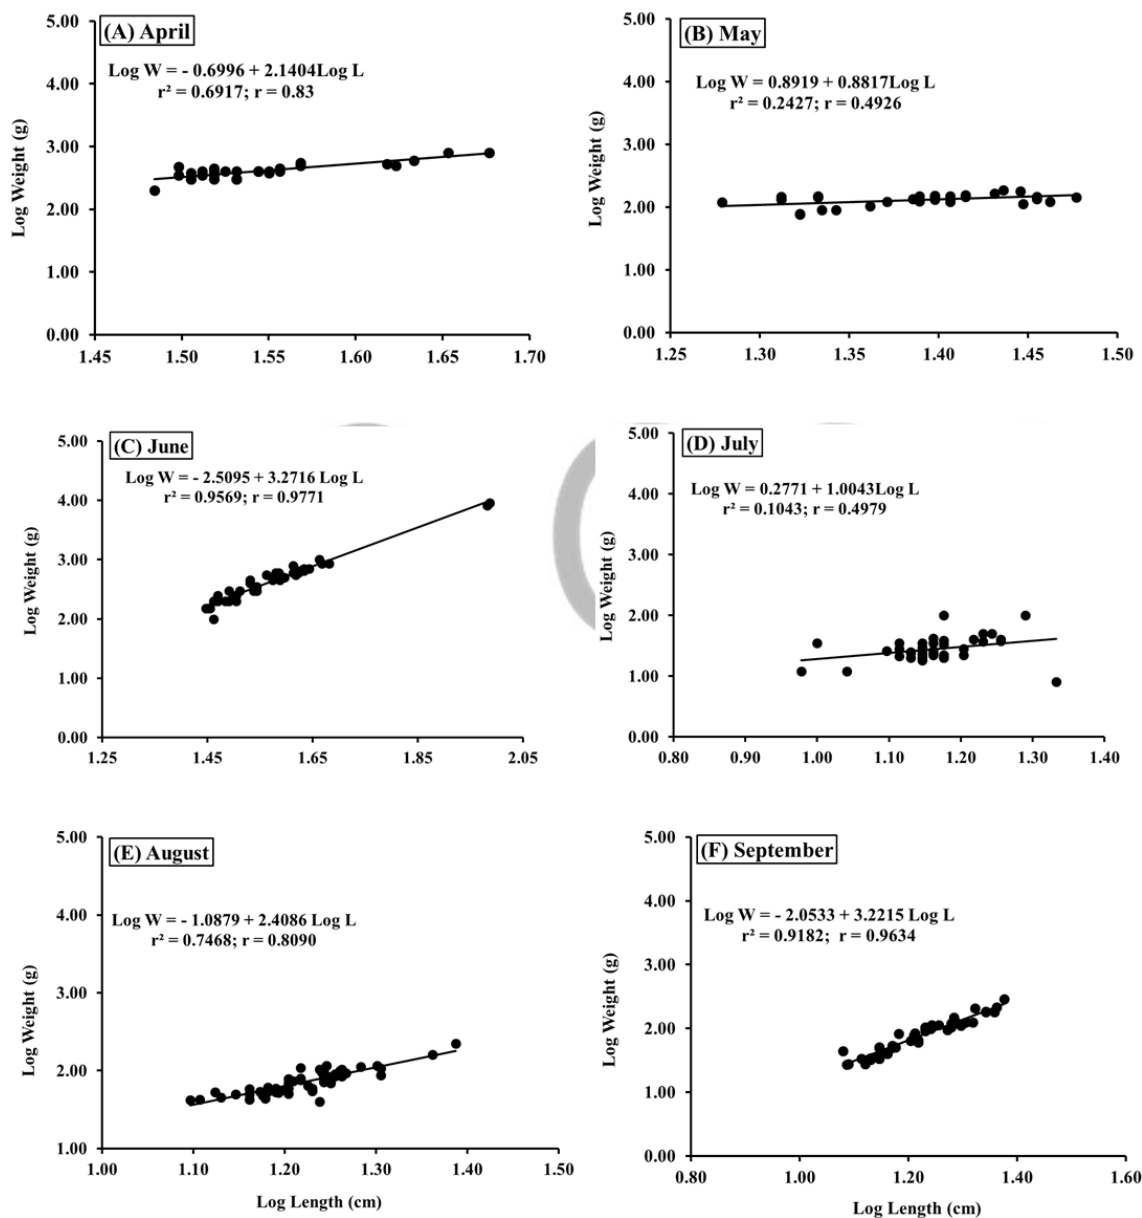 (A) April
Log W = - 0.6996 + 2.1404Log L
r² = 0.6917; r = 0.83
Log Weight (g)
5.00
4.00
3.00
2.00
1.00
0.00
1.45
1.50
1.55
1.60
1.65
1.70
(B) May
Log W = 0.8919 + 0.8817Log L
r² = 0.2427; r = 0.4926
Log Weight (g)
5.00
4.00
3.00
2.00
1.00
0.00
1.25
1.30
1.35
1.40
1.45
1.50
(C) June
Log W = - 2.5095 + 3.2716 Log L
r² = 0.9569; r = 0.9771
Log Weight (g)
5.00
4.00
3.00
2.00
1.00
0.00
1.25
1.45
1.65
1.85
2.05
(D) July
Log W = 0.2771 + 1.0043Log L
r² = 0.1043; r = 0.4979
Log Weight (g)
5.00
4.00
3.00
2.00
1.00
0.00
0.80
0.90
1.00
1.10
1.20
1.30
1.40
(E) August
Log W = - 1.0879 + 2.4086 Log L
r² = 0.7468; r = 0.8090
Log Weight (g)
5.00
4.00
3.00
2.00
1.00
1.00
1.10
1.20
1.30
1.40
1.50
Log Length (cm)
(F) September
Log W = - 2.0533 + 3.2215 Log L
r² = 0.9182; r = 0.9634
Log Weight (g)
5.00
4.00
3.00
2.00
1.00
0.00
0.80
1.00
1.20
1.40
1.60
Log Length (cm)